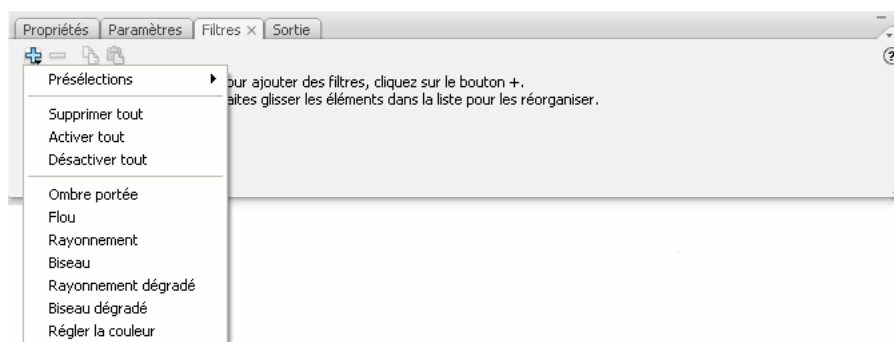 Propriétés Paramètres Filtres × Sortie
our ajouter des filtres, cliquez sur le bouton +.
aites glisser les éléments dans la liste pour les réorganiser.
Présélections
Supprimer tout
Activer tout
Désactiver tout
Ombre portée
Flou
Rayonnement
Biseau
Rayonnement dégradé
Biseau dégradé
Régler la couleur